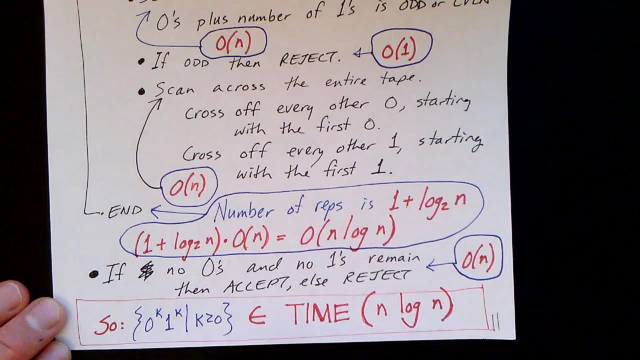 0's plus number of 1's is ODD or EVEN
O(n)
• If ODD then REJECT.
O(1)
• Scan across the entire tape.
Cross off every other 0, starting
with the first 0.
Cross off every other 1, starting
with the first 1.
O(n)
END
Number of reps is 1 + log₂ n
(1 + log₂ n) · O(n) = O(n log n)
• If no 0's and no 1's remain
then ACCEPT, else REJECT
O(n)
So: {0ᵏ1ᵏ | k≥0} ∈ TIME (n log n)
11